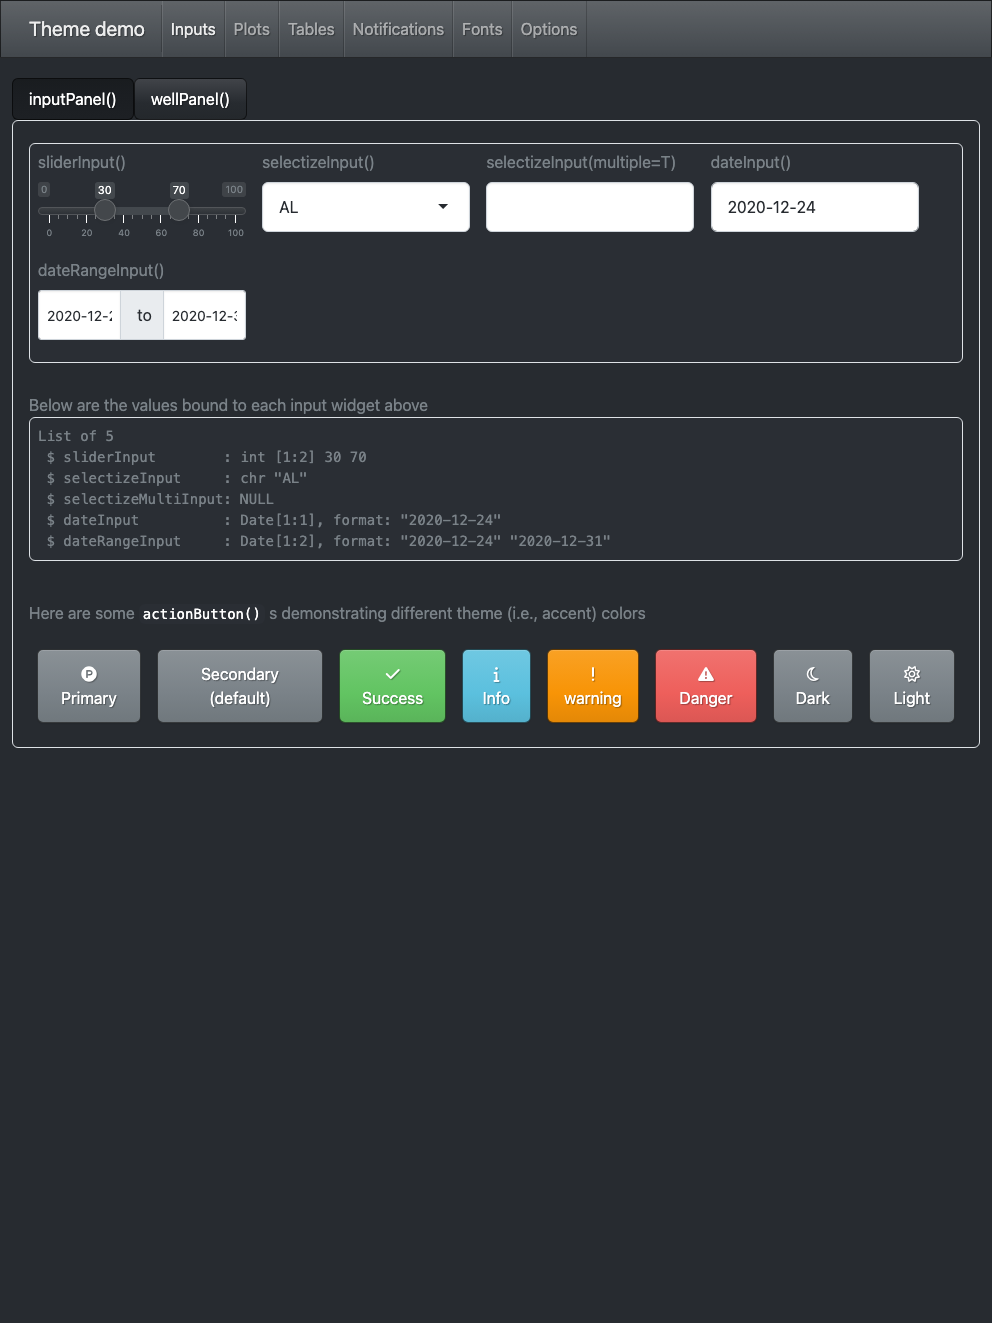 Theme demo Inputs Plots Tables Notifications Fonts Options
inputPanel() wellPanel()
sliderInput() selectizeInput() selectizeInput(multiple=T) dateInput()
0 30 70 100
AL 2020-12-24
0 20 40 60 80 100
dateRangeInput()
2020-12-2 to 2020-12-3
Below are the values bound to each input widget above
List of 5
$ sliderInput : int [1:2] 30 70
$ selectizeInput : chr "AL"
$ selectizeMultiInput: NULL
$ dateInput : Date[1:1], format: "2020-12-24"
$ dateRangeInput : Date[1:2], format: "2020-12-24" "2020-12-31"
Here are some actionButton() s demonstrating different theme (i.e., accent) colors
Primary Secondary (default) Success Info warning Danger Dark Light